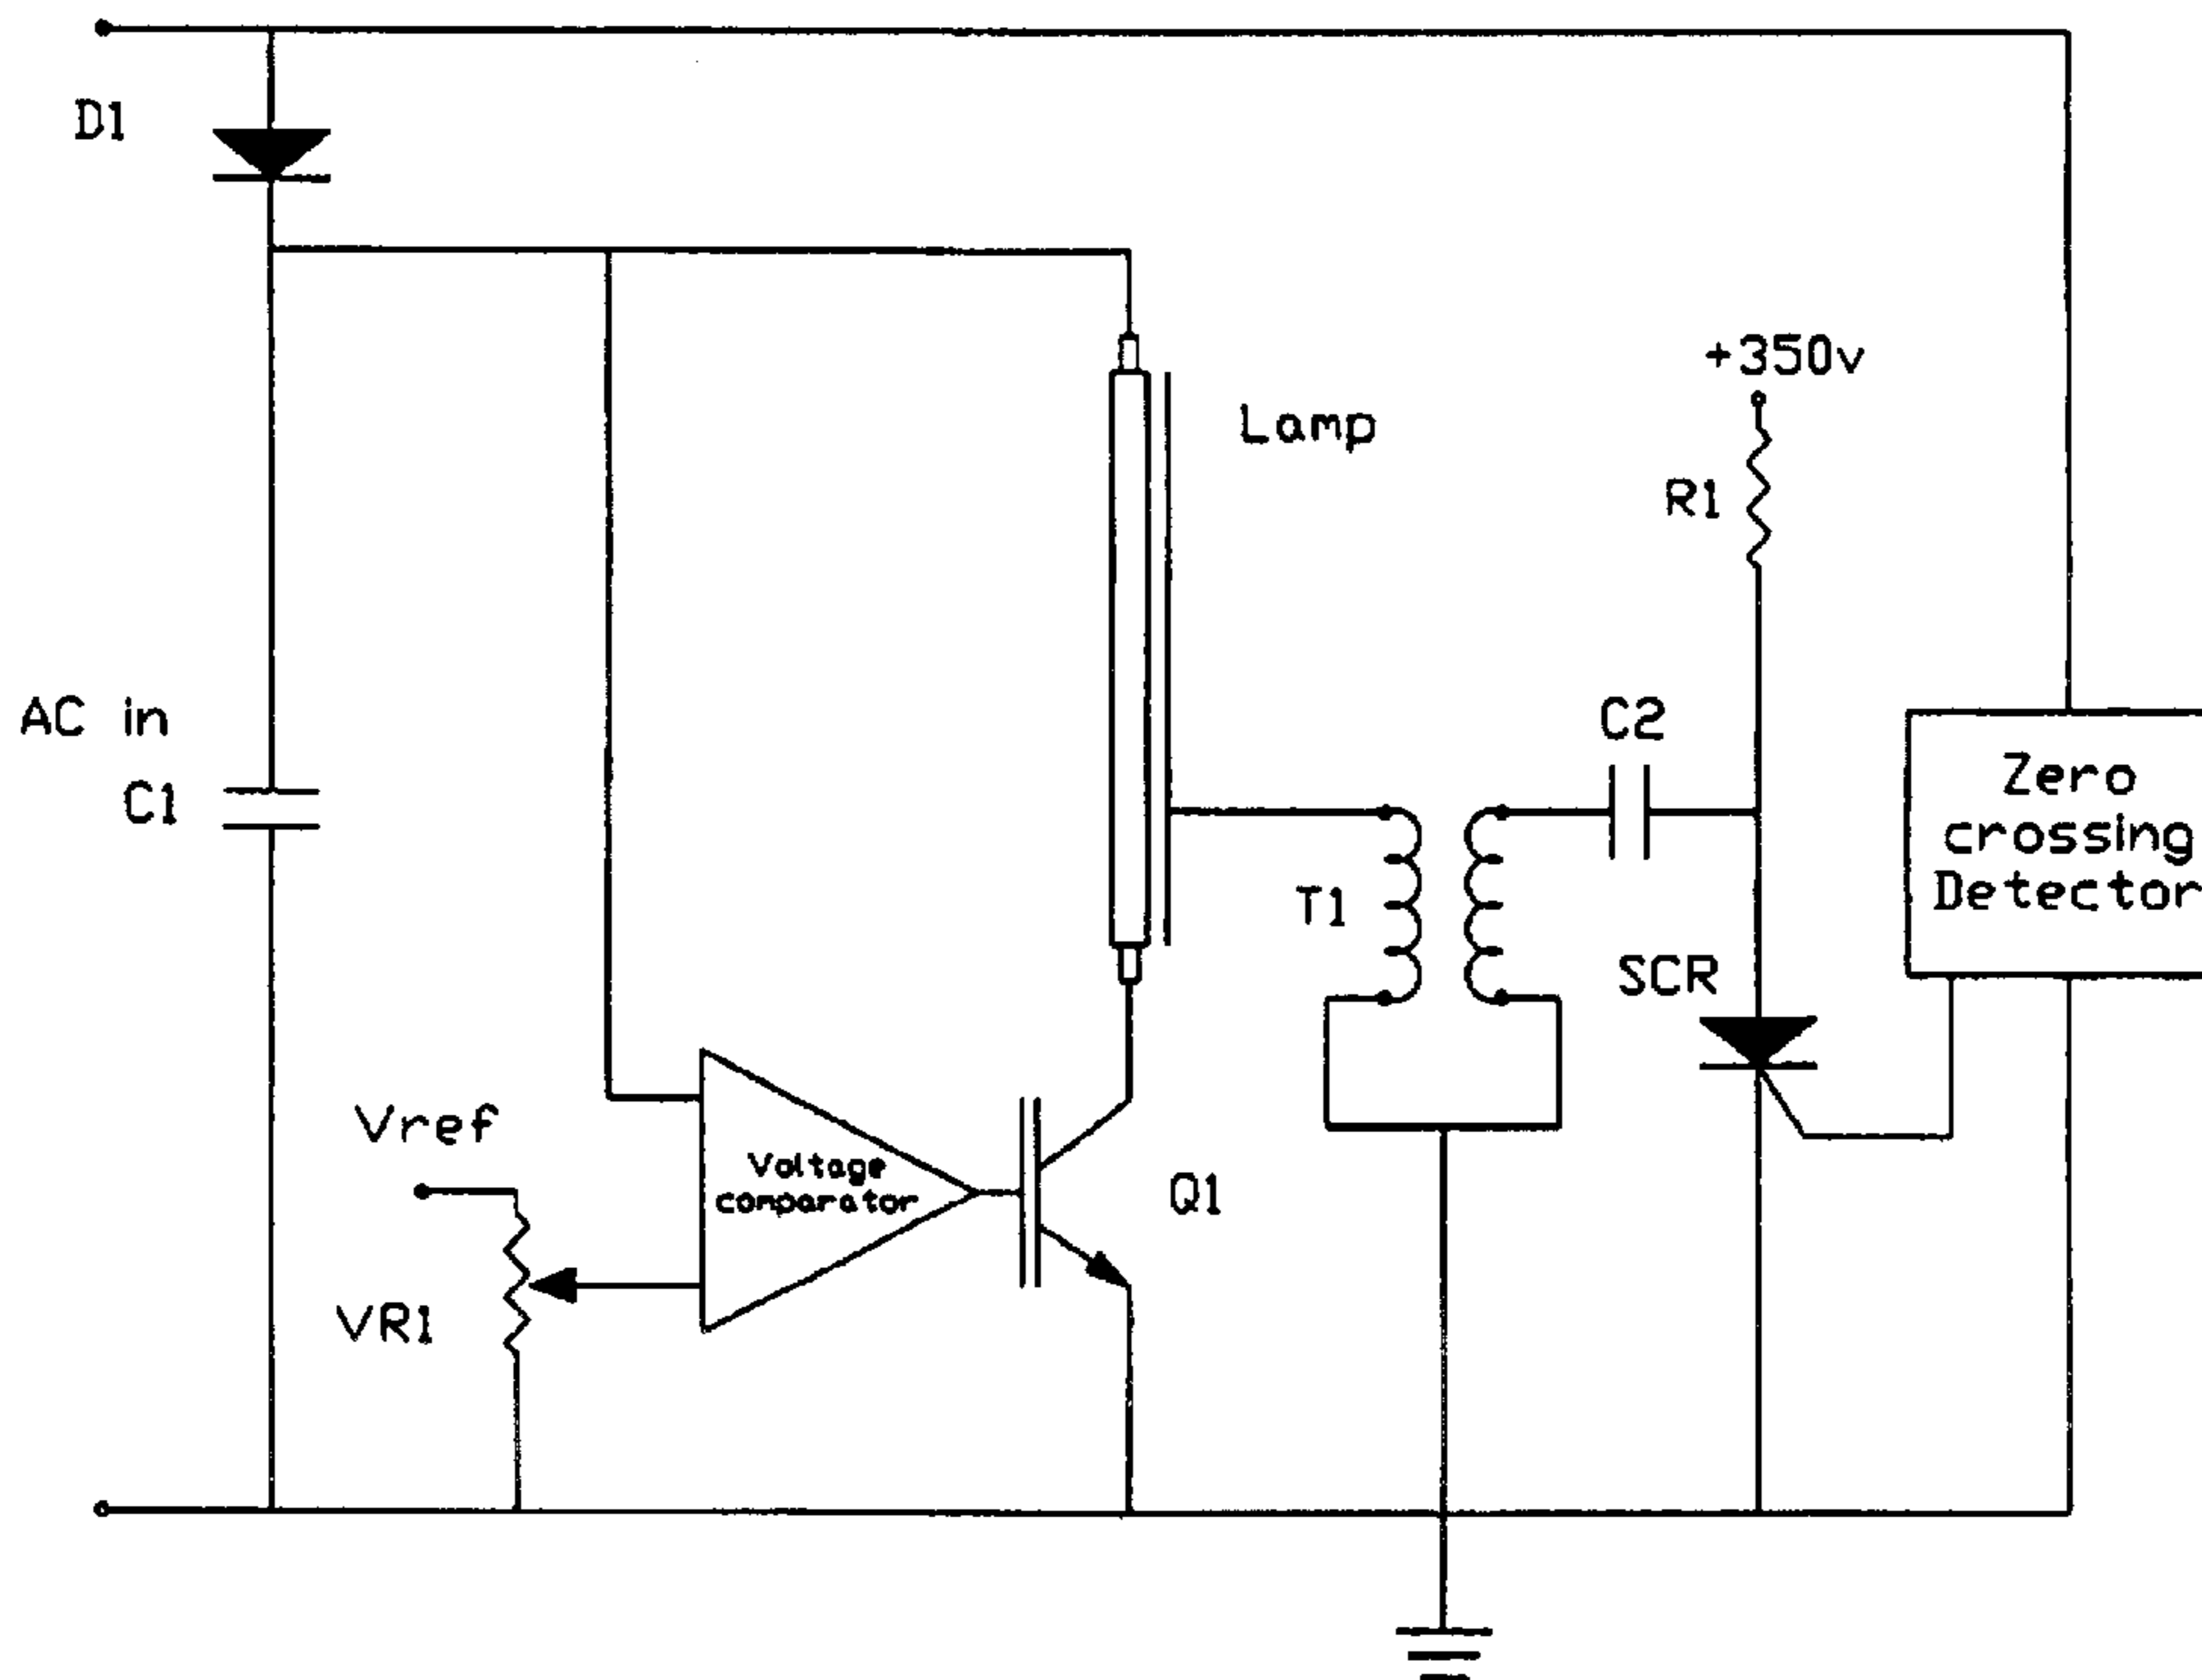 D1
+350v
Lamp
R1
AC in
C1
C2
Zero
crossing
Detector
T1
SCR
Vref
Voltage
comparator
Q1
VR1